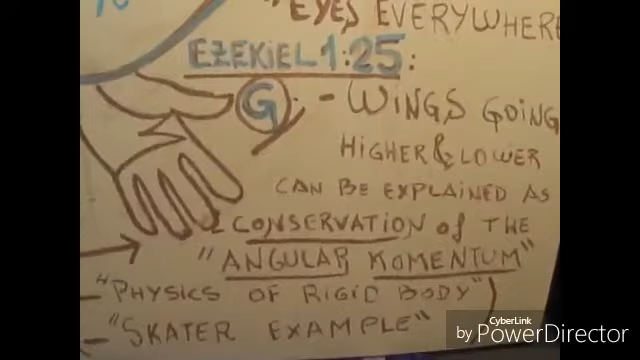 "EYES EVERYWHERE
EZEKIEL 1:25:
G. - WINGS GOING
HIGHER & LOWER
CAN BE EXPLAINED AS
CONSERVATION of THE
"ANGULAR MOMENTUM"
- "PHYSICS OF RIGID BODY"
- "SKATER EXAMPLE"
CyberLink
by PowerDirector